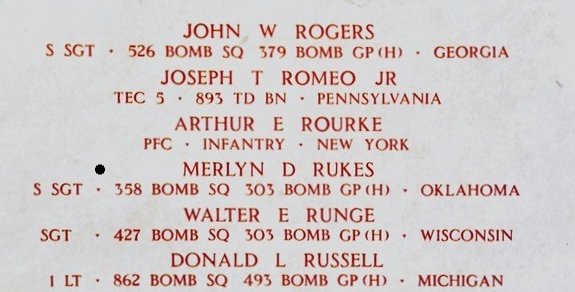 JOHN W ROGERS
S SGT · 526 BOMB SQ 379 BOMB GP (H) · GEORGIA
JOSEPH T ROMEO JR
TEC 5 · 893 TD BN · PENNSYLVANIA
ARTHUR E ROURKE
PFC · INFANTRY · NEW YORK
MERLYN D RUKES
S SGT · 358 BOMB SQ 303 BOMB GP (H) · OKLAHOMA
WALTER E RUNGE
SGT · 427 BOMB SQ 303 BOMB GP (H) · WISCONSIN
DONALD L RUSSELL
1 LT · 862 BOMB SQ 493 BOMB GP (H) · MICHIGAN